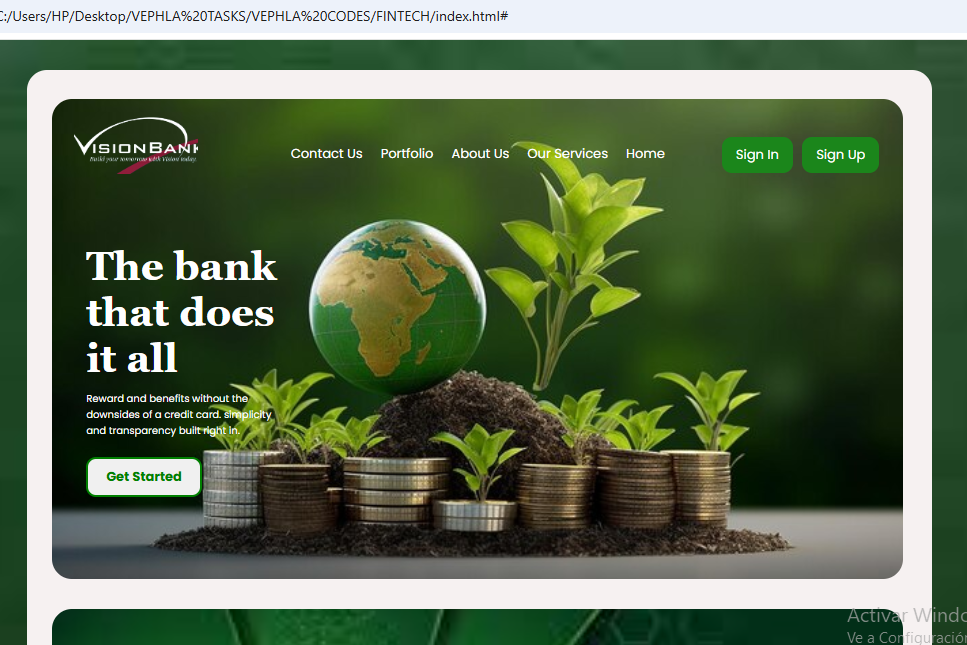 C:/Users/HP/Desktop/VEPHLA%20TASKS/VEPHLA%20CODES/FINTECH/index.html#
VISIONBANK
Build your tomorrow with Vision today.
Contact Us Portfolio About Us Our Services Home Sign In Sign Up
The bank
that does
it all
Reward and benefits without the
downsides of a credit card. simplicity
and transparency built right in.
Get Started
Activar Windo
Ve a Configuración